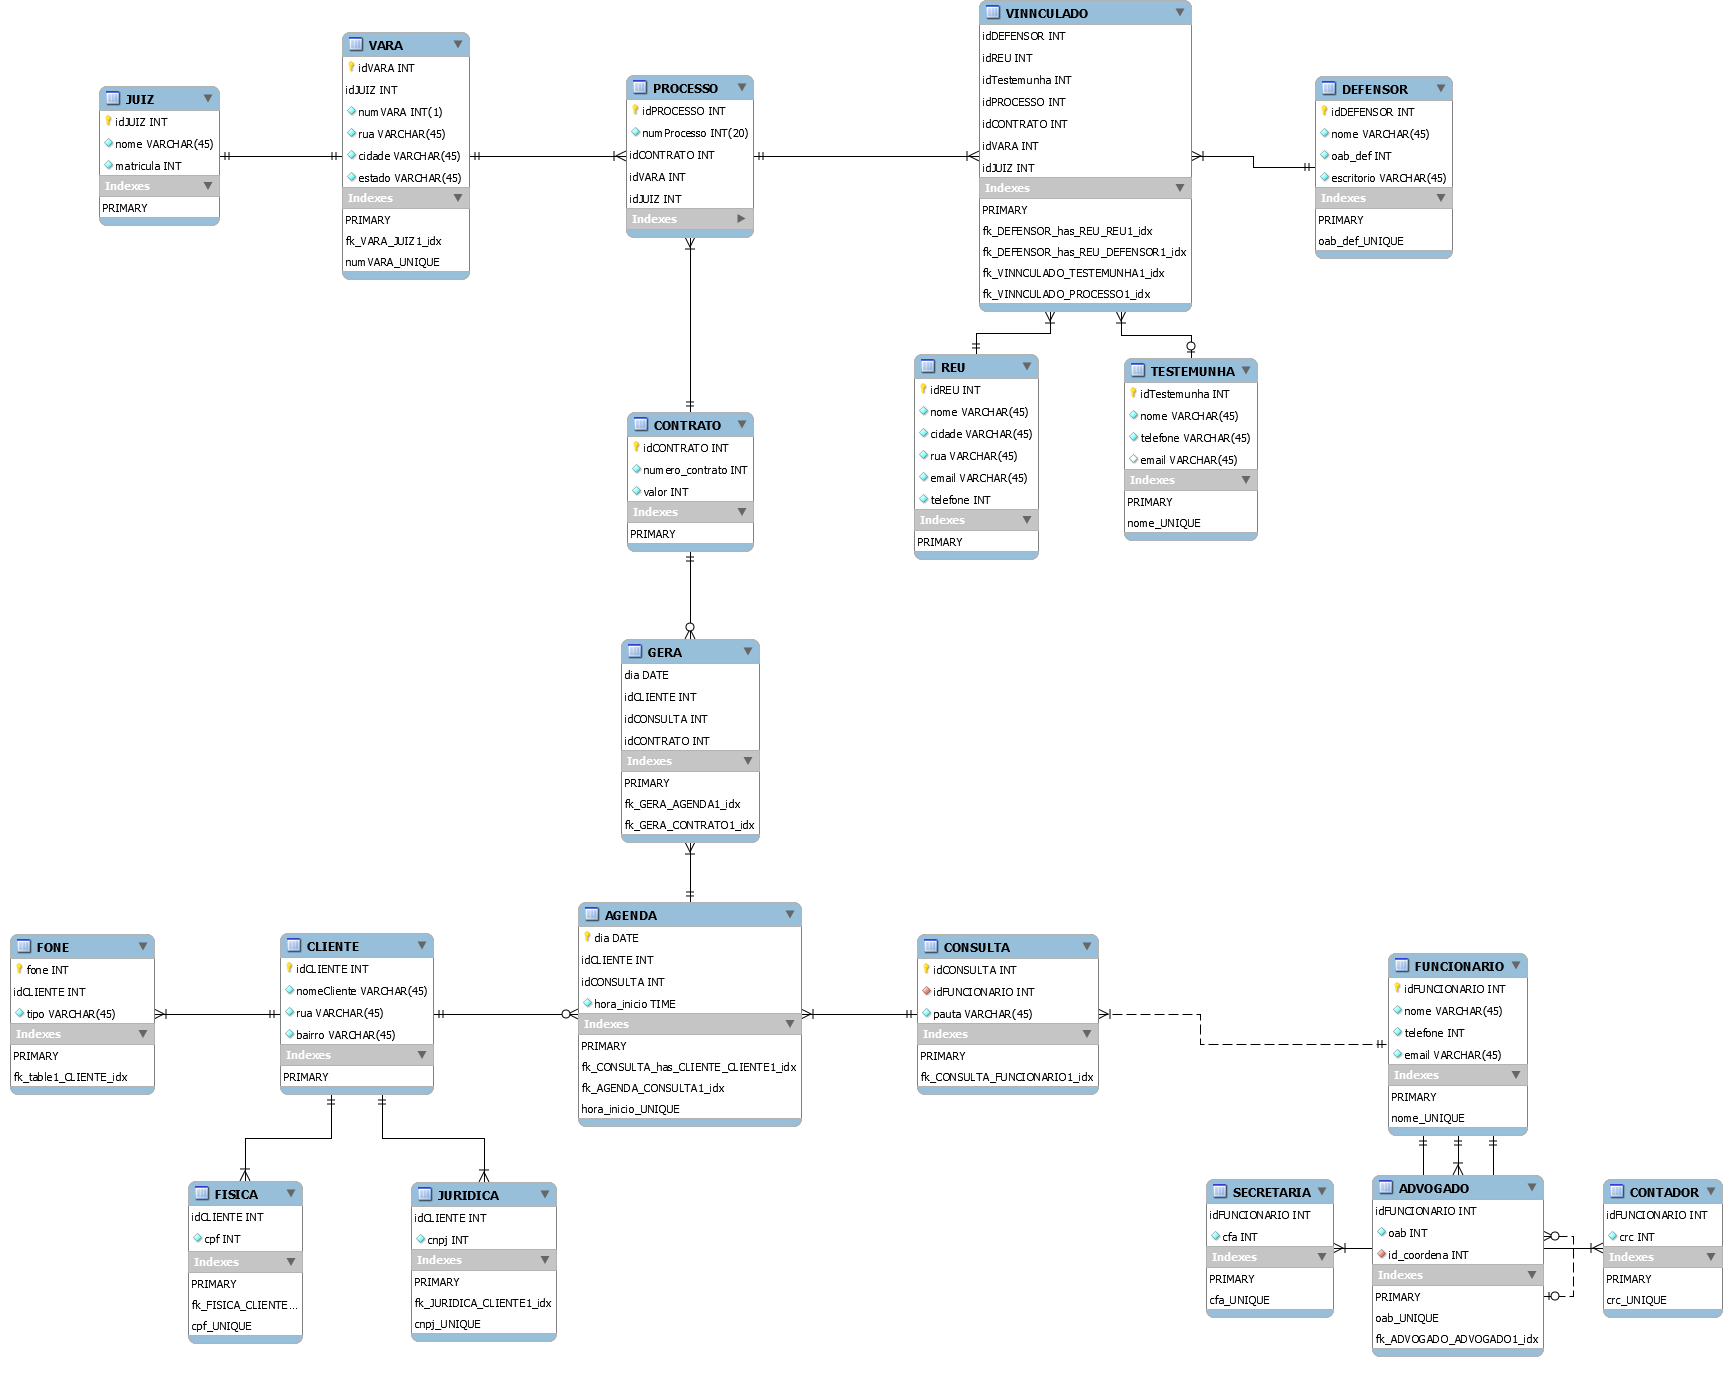 JUIZ
idJUIZ INT
nome VARCHAR(45)
matricula INT
Indexes
PRIMARY
VARA
idVARA INT
idJUIZ INT
numVARA INT(1)
rua VARCHAR(45)
cidade VARCHAR(45)
estado VARCHAR(45)
Indexes
PRIMARY
fk_VARA_JUIZ1_idx
numVARA_UNIQUE
PROCESSO
idPROCESSO INT
numProcesso INT(20)
idCONTRATO INT
idVARA INT
idJUIZ INT
Indexes
VINNCULADO
idDEFENSOR INT
idREU INT
idTestemunha INT
idPROCESSO INT
idCONTRATO INT
idVARA INT
idJUIZ INT
Indexes
PRIMARY
fk_DEFENSOR_has_REU_REU1_idx
fk_DEFENSOR_has_REU_DEFENSOR1_idx
fk_VINNCULADO_TESTEMUNHA1_idx
fk_VINNCULADO_PROCESSO1_idx
DEFENSOR
idDEFENSOR INT
nome VARCHAR(45)
oab_def INT
escritorio VARCHAR(45)
Indexes
PRIMARY
oab_def_UNIQUE
REU
idREU INT
nome VARCHAR(45)
cidade VARCHAR(45)
rua VARCHAR(45)
email VARCHAR(45)
telefone INT
Indexes
PRIMARY
TESTEMUNHA
idTestemunha INT
nome VARCHAR(45)
telefone VARCHAR(45)
email VARCHAR(45)
Indexes
PRIMARY
nome_UNIQUE
CONTRATO
idCONTRATO INT
numero_contrato INT
valor INT
Indexes
PRIMARY
GERA
dia DATE
idCLIENTE INT
idCONSULTA INT
idCONTRATO INT
Indexes
PRIMARY
fk_GERA_AGENDA1_idx
fk_GERA_CONTRATO1_idx
FONE
fone INT
idCLIENTE INT
tipo VARCHAR(45)
Indexes
PRIMARY
fk_table1_CLIENTE_idx
CLIENTE
idCLIENTE INT
nomeCliente VARCHAR(45)
rua VARCHAR(45)
bairro VARCHAR(45)
Indexes
PRIMARY
AGENDA
dia DATE
idCLIENTE INT
idCONSULTA INT
hora_inicio TIME
Indexes
PRIMARY
fk_CONSULTA_has_CLIENTE_CLIENTE1_idx
fk_AGENDA_CONSULTA1_idx
hora_inicio_UNIQUE
CONSULTA
idCONSULTA INT
idFUNCIONARIO INT
pauta VARCHAR(45)
Indexes
PRIMARY
fk_CONSULTA_FUNCIONARIO1_idx
FUNCIONARIO
idFUNCIONARIO INT
nome VARCHAR(45)
telefone INT
email VARCHAR(45)
Indexes
PRIMARY
nome_UNIQUE
FISICA
idCLIENTE INT
cpf INT
Indexes
PRIMARY
fk_FISICA_CLIENTE...
cpf_UNIQUE
JURIDICA
idCLIENTE INT
cnpj INT
Indexes
PRIMARY
fk_JURIDICA_CLIENTE1_idx
cnpj_UNIQUE
SECRETARIA
idFUNCIONARIO INT
cfa INT
Indexes
PRIMARY
cfa_UNIQUE
ADVOGADO
idFUNCIONARIO INT
oab INT
id_coordena INT
Indexes
PRIMARY
oab_UNIQUE
fk_ADVOGADO_ADVOGADO1_idx
CONTADOR
idFUNCIONARIO INT
crc INT
Indexes
PRIMARY
crc_UNIQUE